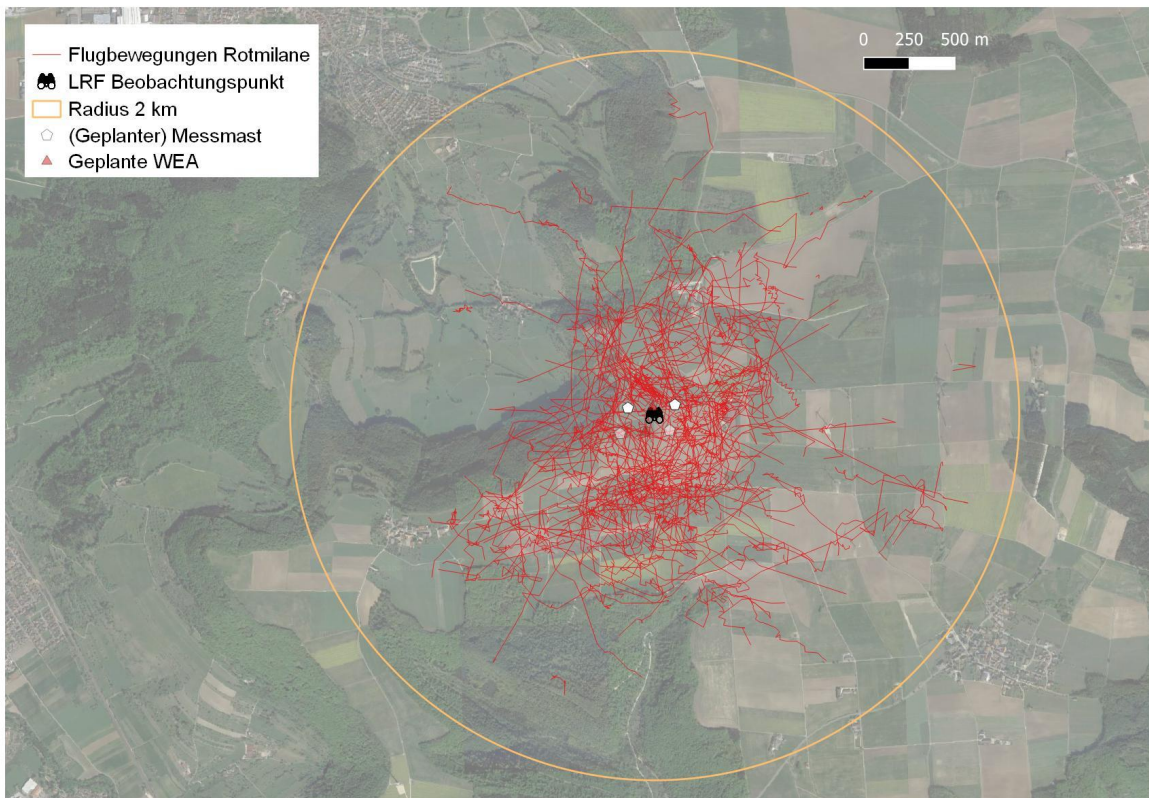 Flugbewegungen Rotmilane
LRF Beobachtungspunkt
Radius 2 km
(Geplanter) Messmast
Geplante WEA
0 250 500 m